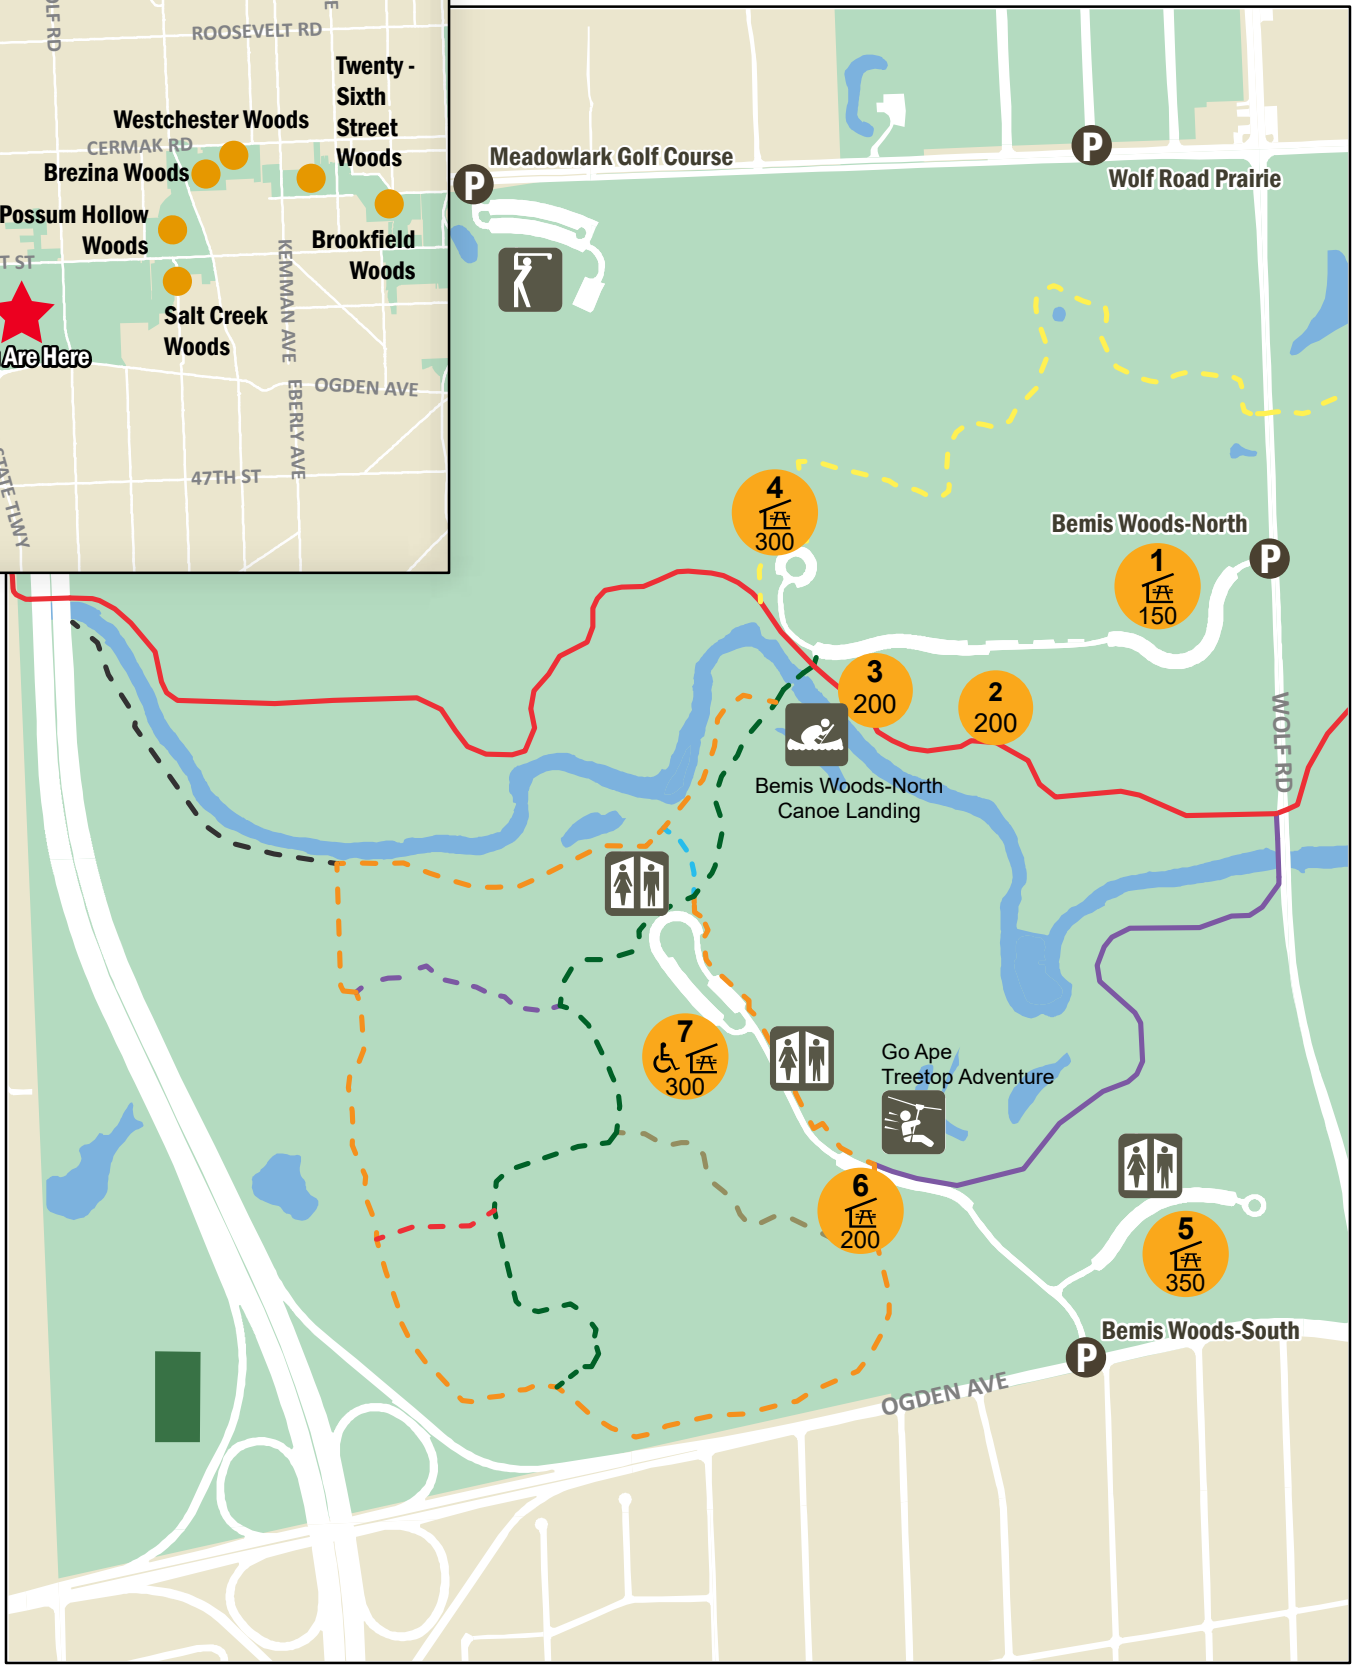 ROOSEVELT RD
Twenty -
Sixth
Street
Woods
Westchester Woods
CERMAK RD
Brezina Woods
Possum Hollow
Woods
Brookfield
Woods
T ST
KEMMAN AVE
Salt Creek
Woods
Are Here
OGDEN AVE
EBERLY AVE
47TH ST
TATE TLWY
OLF RD
E
P
Meadowlark Golf Course
P
Wolf Road Prairie
4
300
Bemis Woods-North
P
1
150
3
200
2
200
WOLF RD
Bemis Woods-North
Canoe Landing
7
300
Go Ape
Treetop Adventure
6
200
5
350
Bemis Woods-South
P
OGDEN AVE